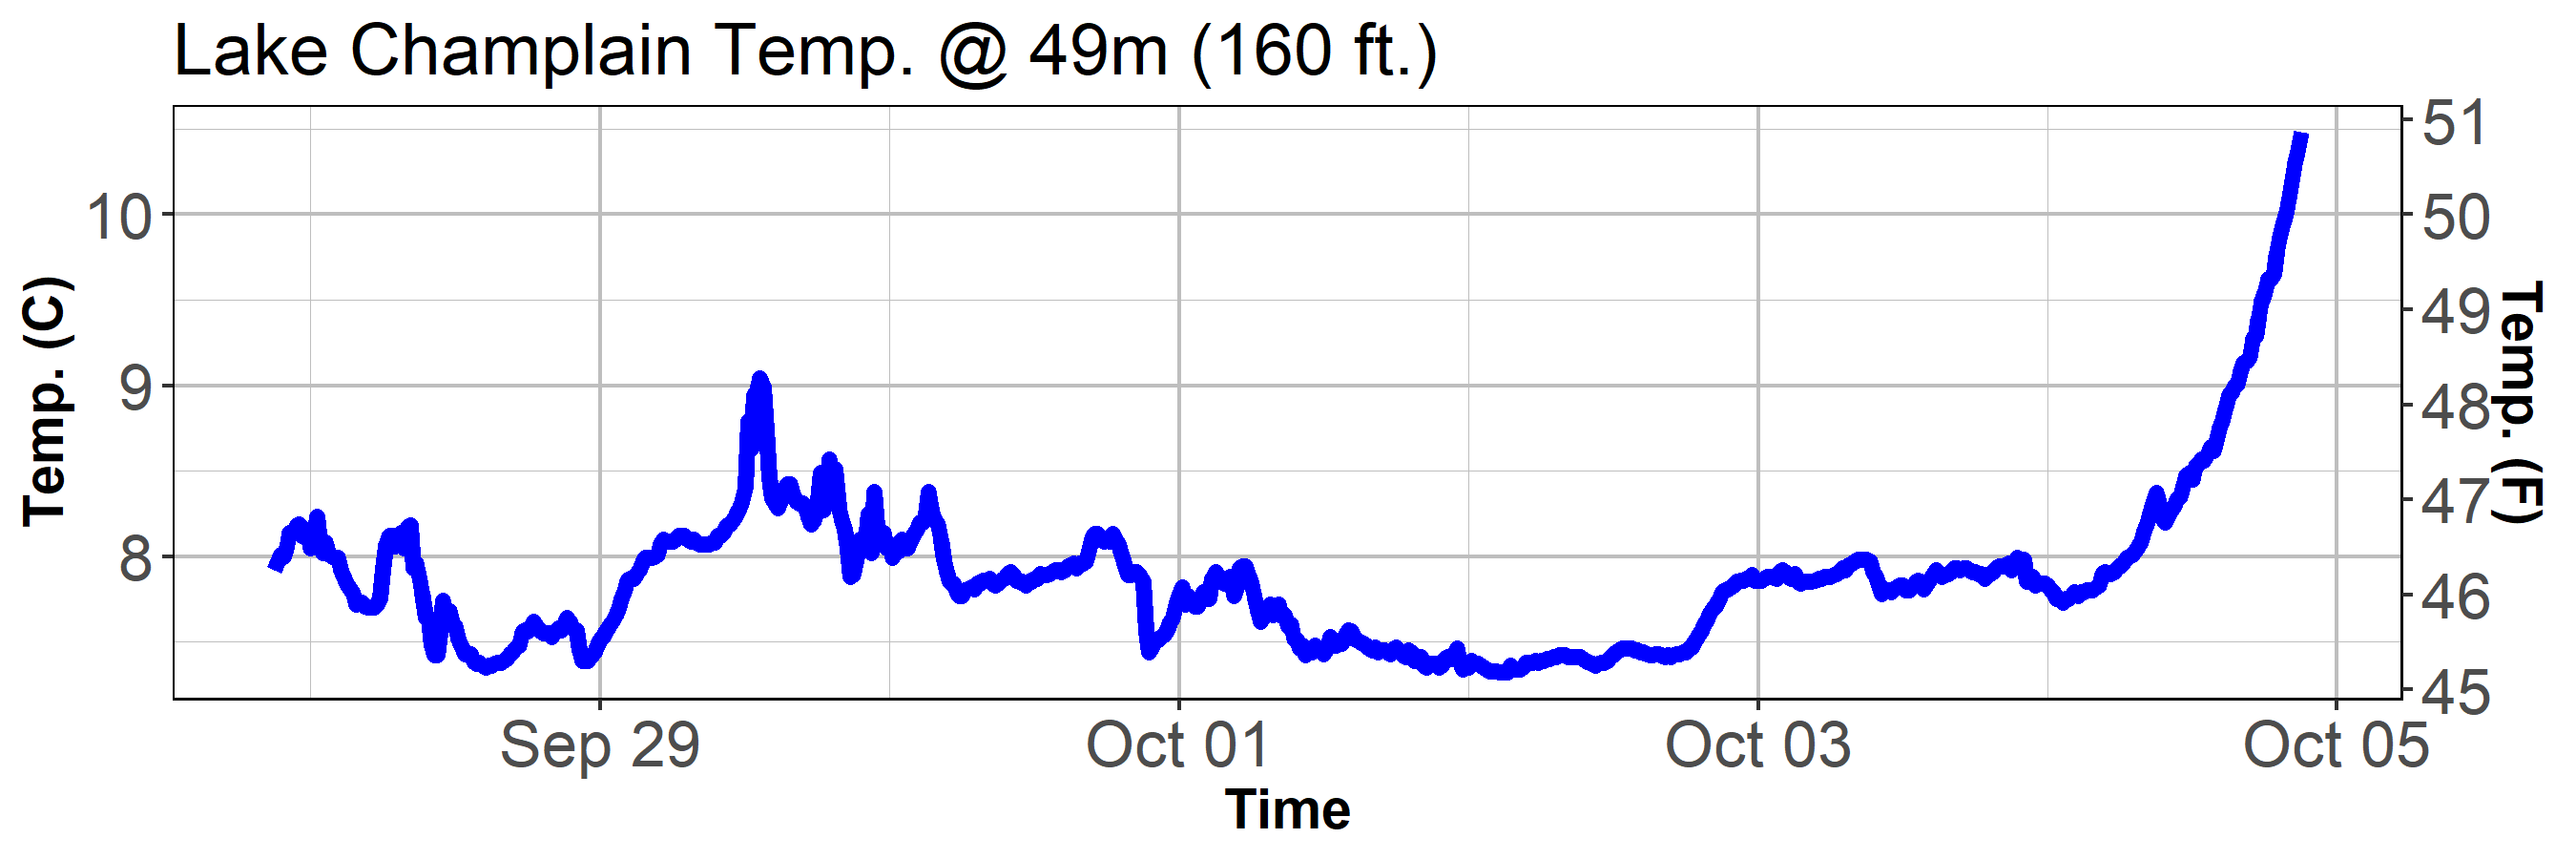 Lake Champlain Temp. @ 49m (160 ft.)
10
9
8
Temp. (C)
51
50
49
48
47
46
45
Temp. (F)
Sep 29
Oct 01
Oct 03
Oct 05
Time